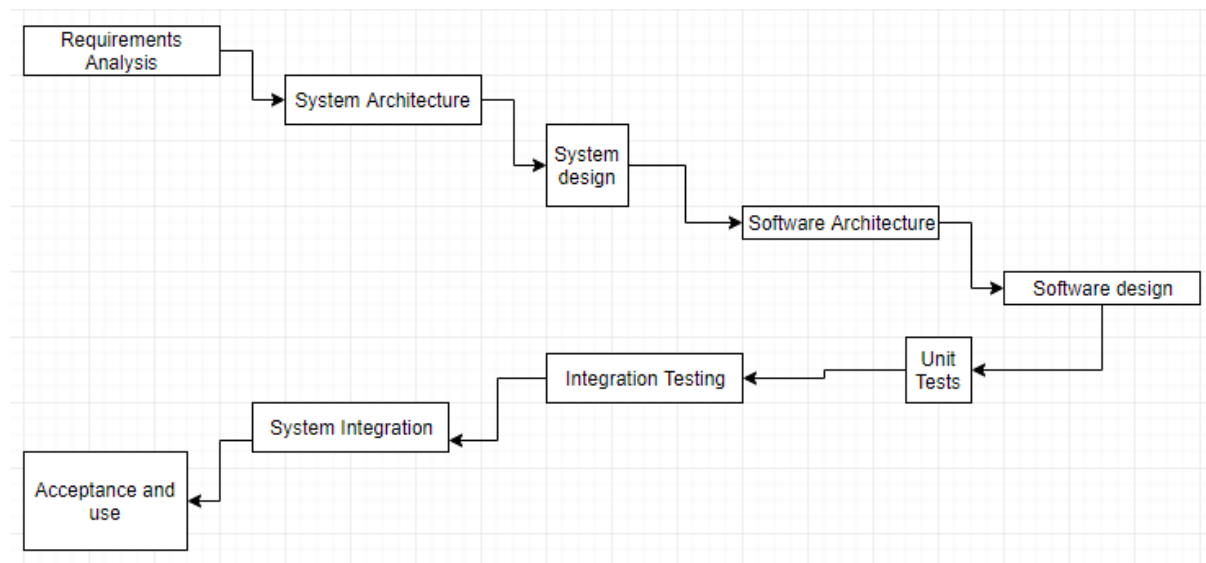 Requirements
Analysis
System Architecture
System
design
Software Architecture
Software design
Unit
Tests
Integration Testing
System Integration
Acceptance and
use